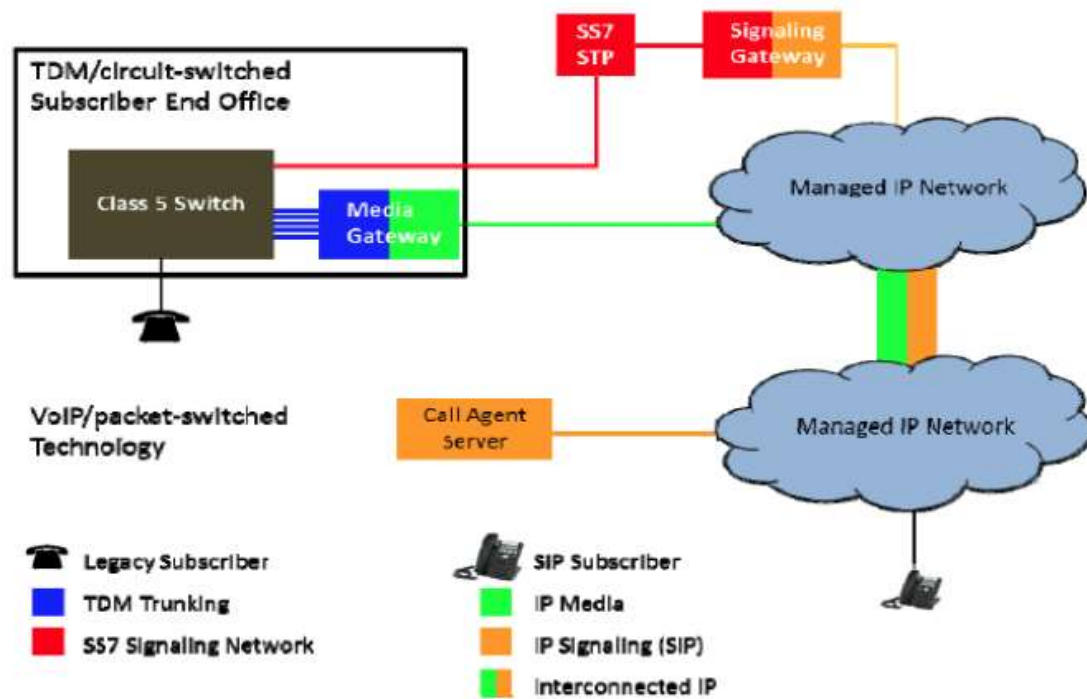 SS7
STP
Signaling
Gateway
TDM/circuit-switched
Subscriber End Office
Class 5 Switch
Media
Gateway
Managed IP Network
VoIP/packet-switched
Technology
Call Agent
Server
Managed IP Network
Legacy Subscriber
SIP Subscriber
TDM Trunking
IP Media
SS7 Signaling Network
IP Signaling (SIP)
Interconnected IP